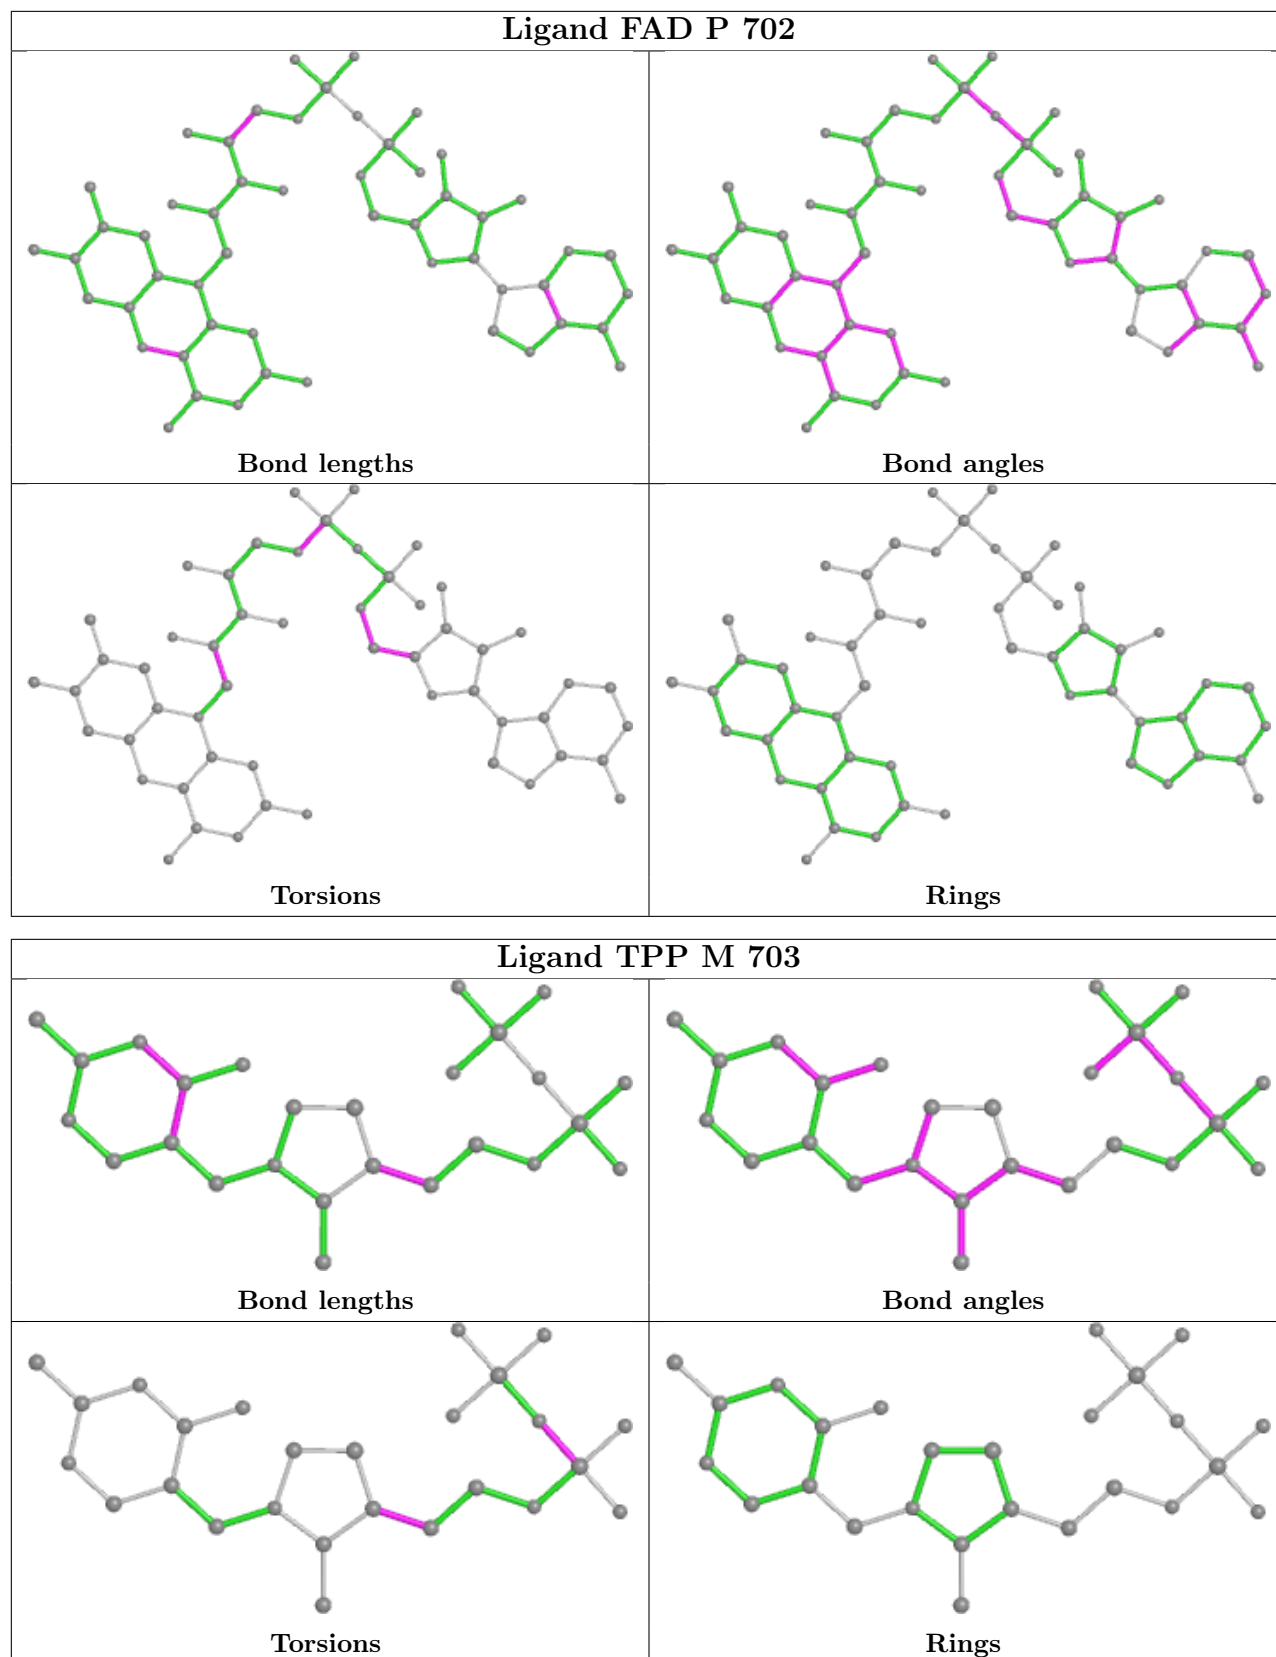 Ligand FAD P 702
Bond lengths
Bond angles
Torsions
Rings
Ligand TPP M 703
Bond lengths
Bond angles
Torsions
Rings